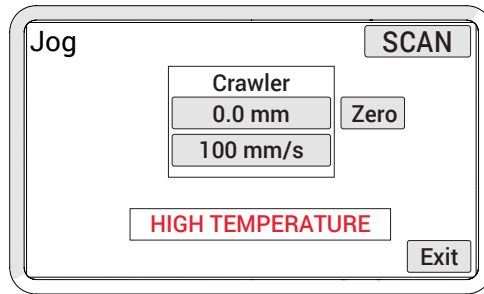 Jog
SCAN
Crawler
0.0 mm
Zero
100 mm/s
HIGH TEMPERATURE
Exit